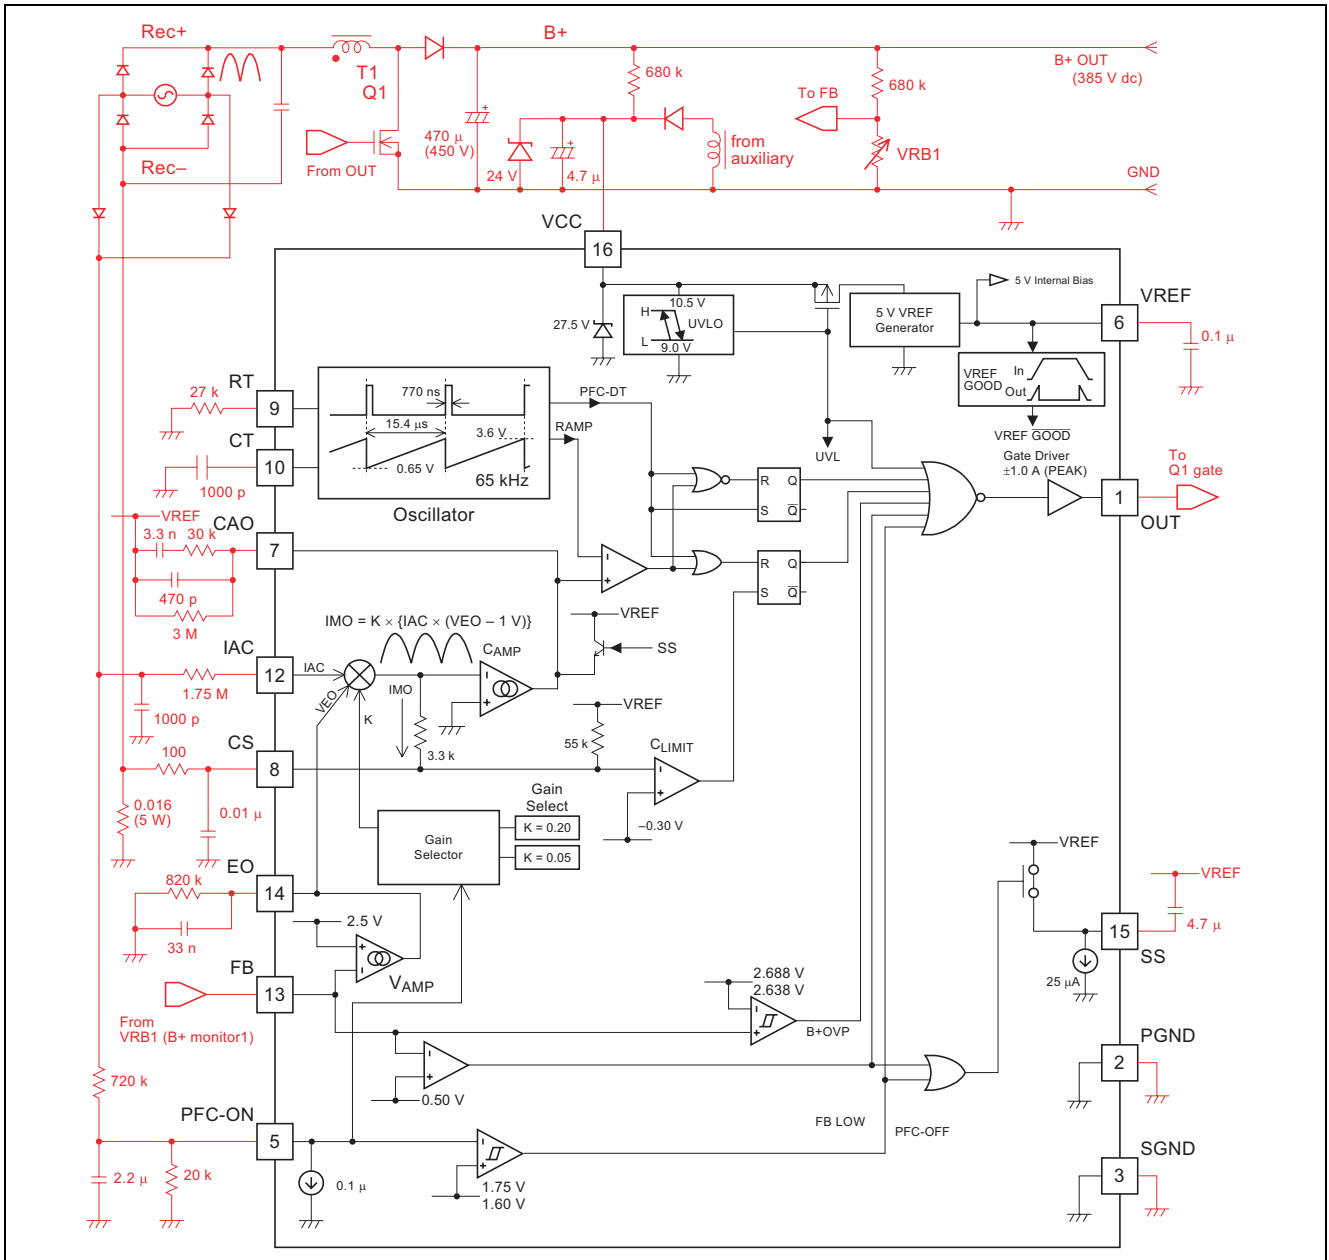 Rec+
B+
T1
Q1
680 k
To FB
680 k
B+ OUT
(385 V dc)
470 μ
(450 V)
24 V
4.7 μ
from
auxiliary
VRB1
From OUT
Rec–
GND
VCC
16
27.5 V
10.5 V
H
UVLO
L
9.0 V
5 V VREF
Generator
5 V Internal Bias
VREF
6
0.1 μ
VREF
GOOD
In
Out
VREF GOOD
RT
27 k
9
770 ns
15.4 μs
3.6 V
0.65 V
65 kHz
Oscillator
PFC-DT
RAMP
UVL
CT
10
1000 p
Gate Driver
±1.0 A (PEAK)
To
Q1 gate
1
OUT
R
Q
S
Q
R
Q
S
Q
VREF
CAO
3.3 n
30 k
7
470 p
3 M
IMO = K × {IAC × (VEO – 1 V)}
VREF
SS
IAC
12
IAC
1.75 M
1000 p
VEO
K
IMO
CAMP
3.3 k
VREF
55 k
CLIMIT
–0.30 V
CS
100
8
0.016
(5 W)
0.01 μ
Gain
Selector
Gain
Select
K = 0.20
K = 0.05
EO
820 k
14
33 n
2.5 V
VAMP
FB
13
From
VRB1 (B+ monitor1)
2.688 V
2.638 V
B+OVP
0.50 V
VREF
VREF
4.7 μ
15
SS
25 μA
PGND
2
FB LOW
PFC-OFF
720 k
PFC-ON
5
2.2 μ
20 k
0.1 μ
1.75 V
1.60 V
SGND
3